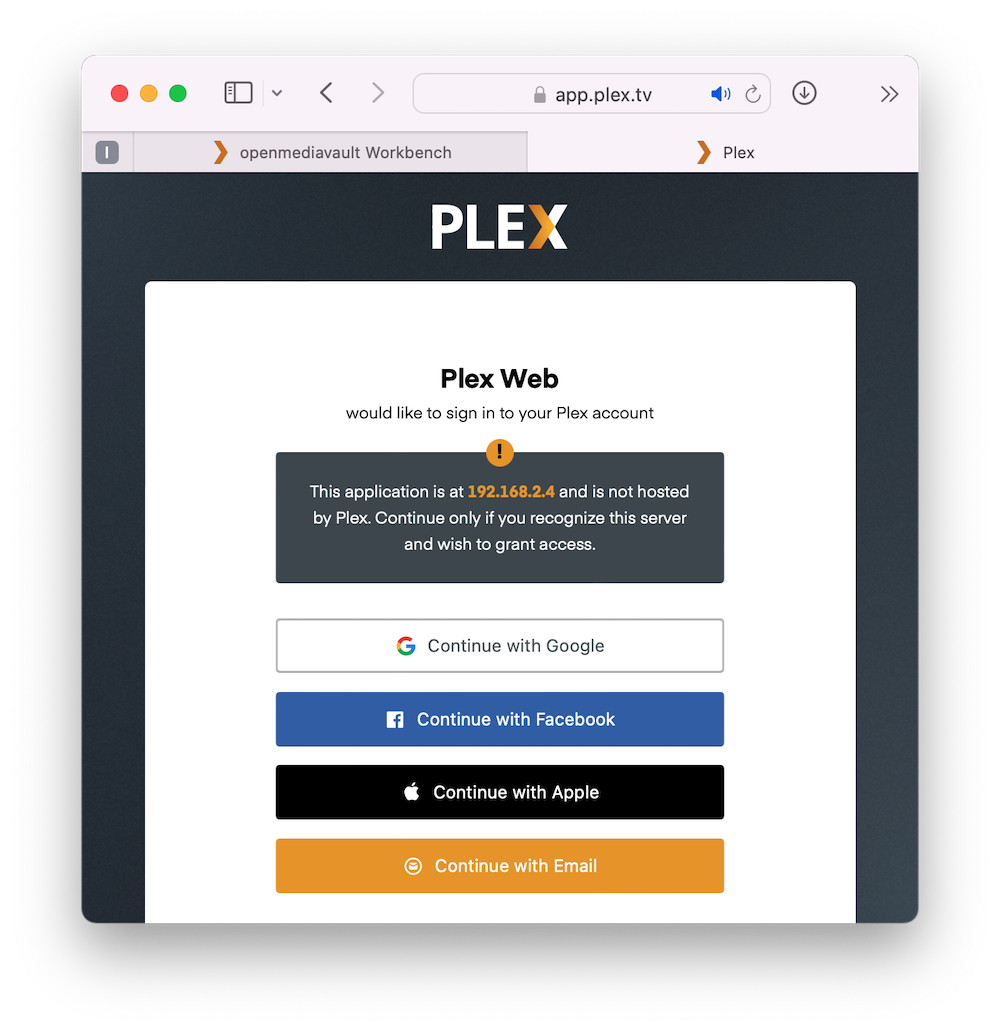 app.plex.tv
I
openmediavault Workbench
Plex
PLEX
Plex Web
would like to sign in to your Plex account
!
This application is at 192.168.2.4 and is not hosted
by Plex. Continue only if you recognize this server
and wish to grant access.
Continue with Google
Continue with Facebook
Continue with Apple
Continue with Email